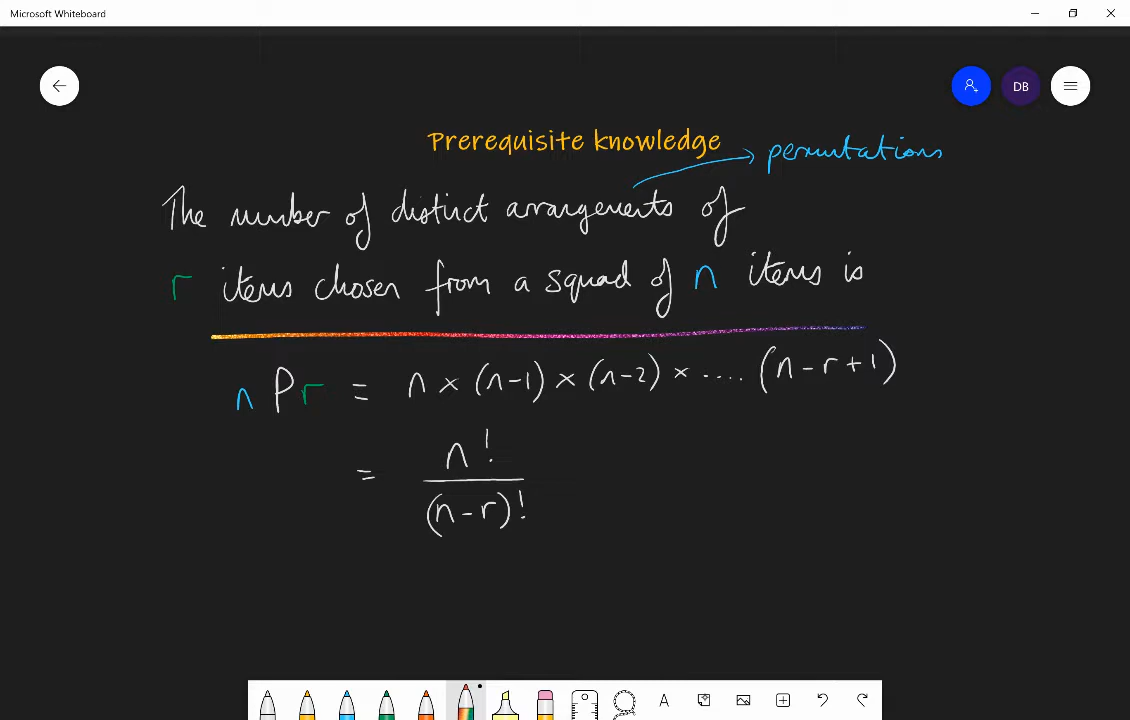 Microsoft Whiteboard
DB
Prerequisite knowledge
permutations
The number of distinct arrangements of
r items chosen from a squad of n items is
n P r = n × (n-1) × (n-2) × .... (n-r+1)
= n! / (n-r)!
A